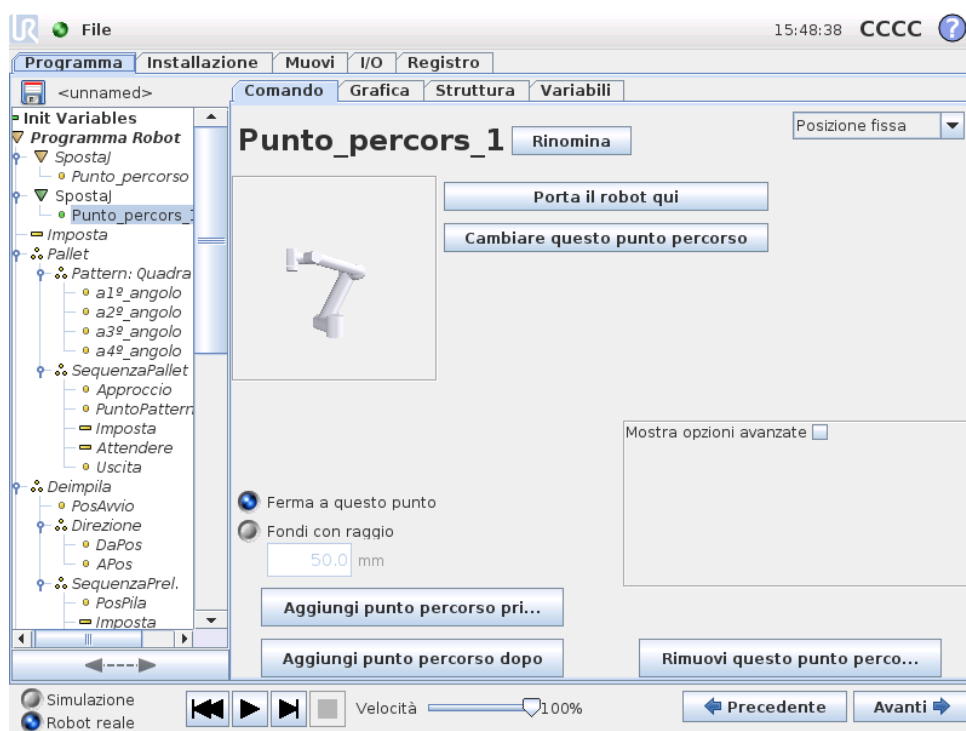 UR
File
15:48:38 CCCC ?
Programma Installazione Muovi I/O Registro
<unnamed>
Comando Grafica Struttura Variabili
Init Variables
Programma Robot
SpostaJ
Punto_percorso
SpostaJ
Punto_percors_1
Imposta
Pallet
Pattern: Quadra
a1º_angolo
a2º_angolo
a3º_angolo
a4º_angolo
SequenzaPallet
Approccio
PuntoPattern
Imposta
Attendere
Uscita
Deimpila
PosAvvio
Direzione
DaPos
APos
SequenzaPrel.
PosPila
Imposta
Punto_percors_1
Rinomina
Posizione fissa
Porta il robot qui
Cambiare questo punto percorso
Mostra opzioni avanzate
Ferma a questo punto
Fondi con raggio
50.0 mm
Aggiungi punto percorso pri...
Aggiungi punto percorso dopo
Rimuovi questo punto perco...
Simulazione
Robot reale
Velocità 100%
Precedente
Avanti